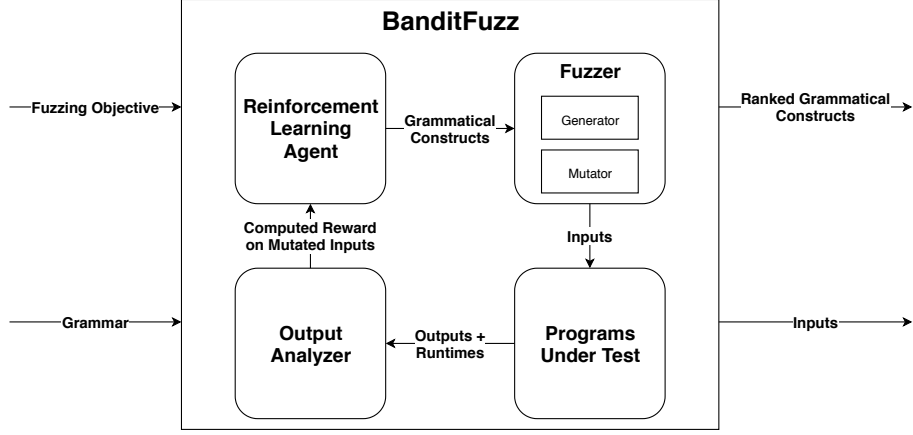 BanditFuzz
Fuzzing Objective
Reinforcement
Learning
Agent
Grammatical
Constructs
Fuzzer
Generator
Mutator
Ranked Grammatical
Constructs
Computed Reward
on Mutated Inputs
Inputs
Grammar
Output
Analyzer
Outputs +
Runtimes
Programs
Under Test
Inputs